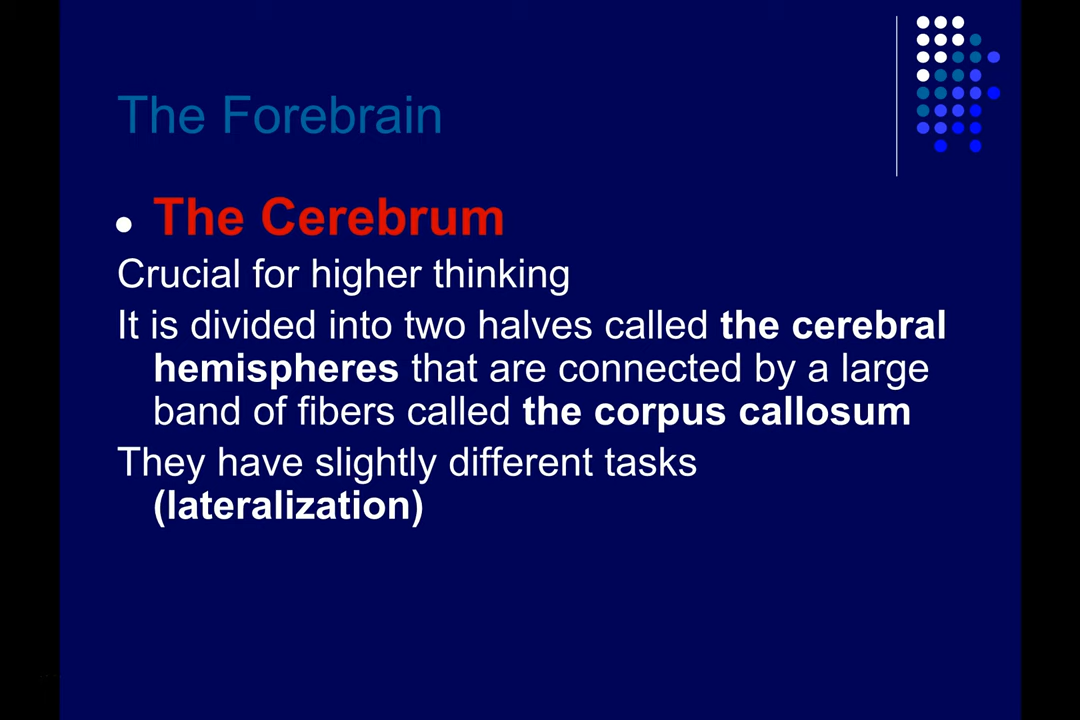 The Forebrain
The Cerebrum
Crucial for higher thinking
It is divided into two halves called the cerebral
hemispheres that are connected by a large
band of fibers called the corpus callosum
They have slightly different tasks
(lateralization)